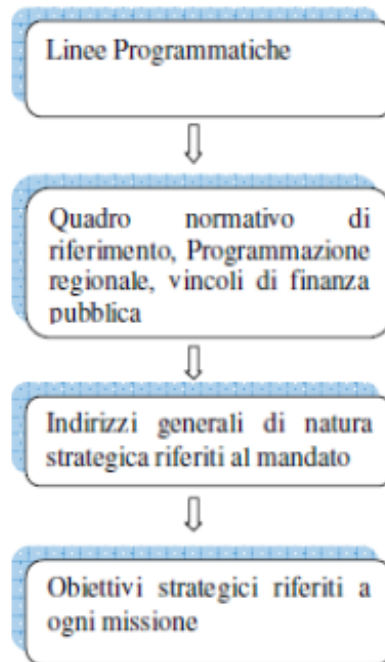 Linee Programmatiche
Quadro normativo di
riferimento, Programmazione
regionale, vincoli di finanza
pubblica
Indirizzi generali di natura
strategica riferiti al mandato
Obiettivi strategici riferiti a
ogni missione